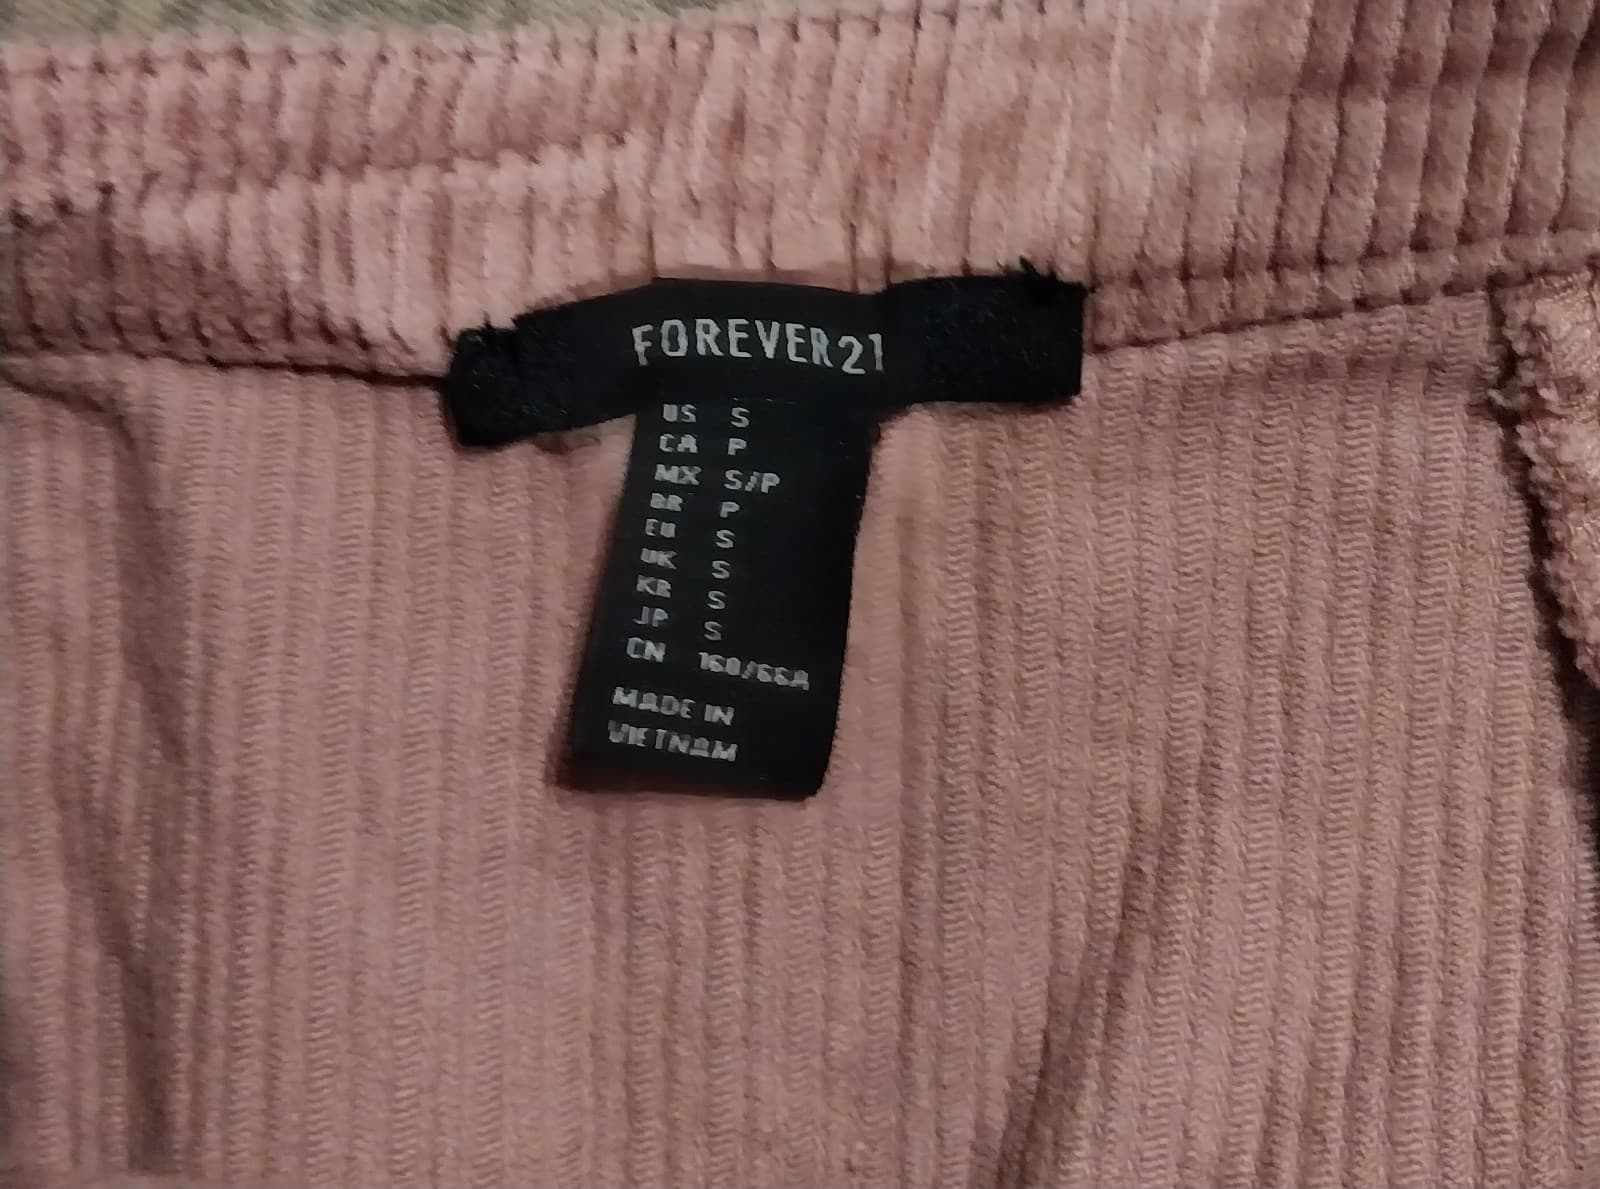 FOREVER21
US S
CA P
MX S/P
BR P
EU S
UK S
KR S
JP S
CN 160/66A
MADE IN
VIETNAM